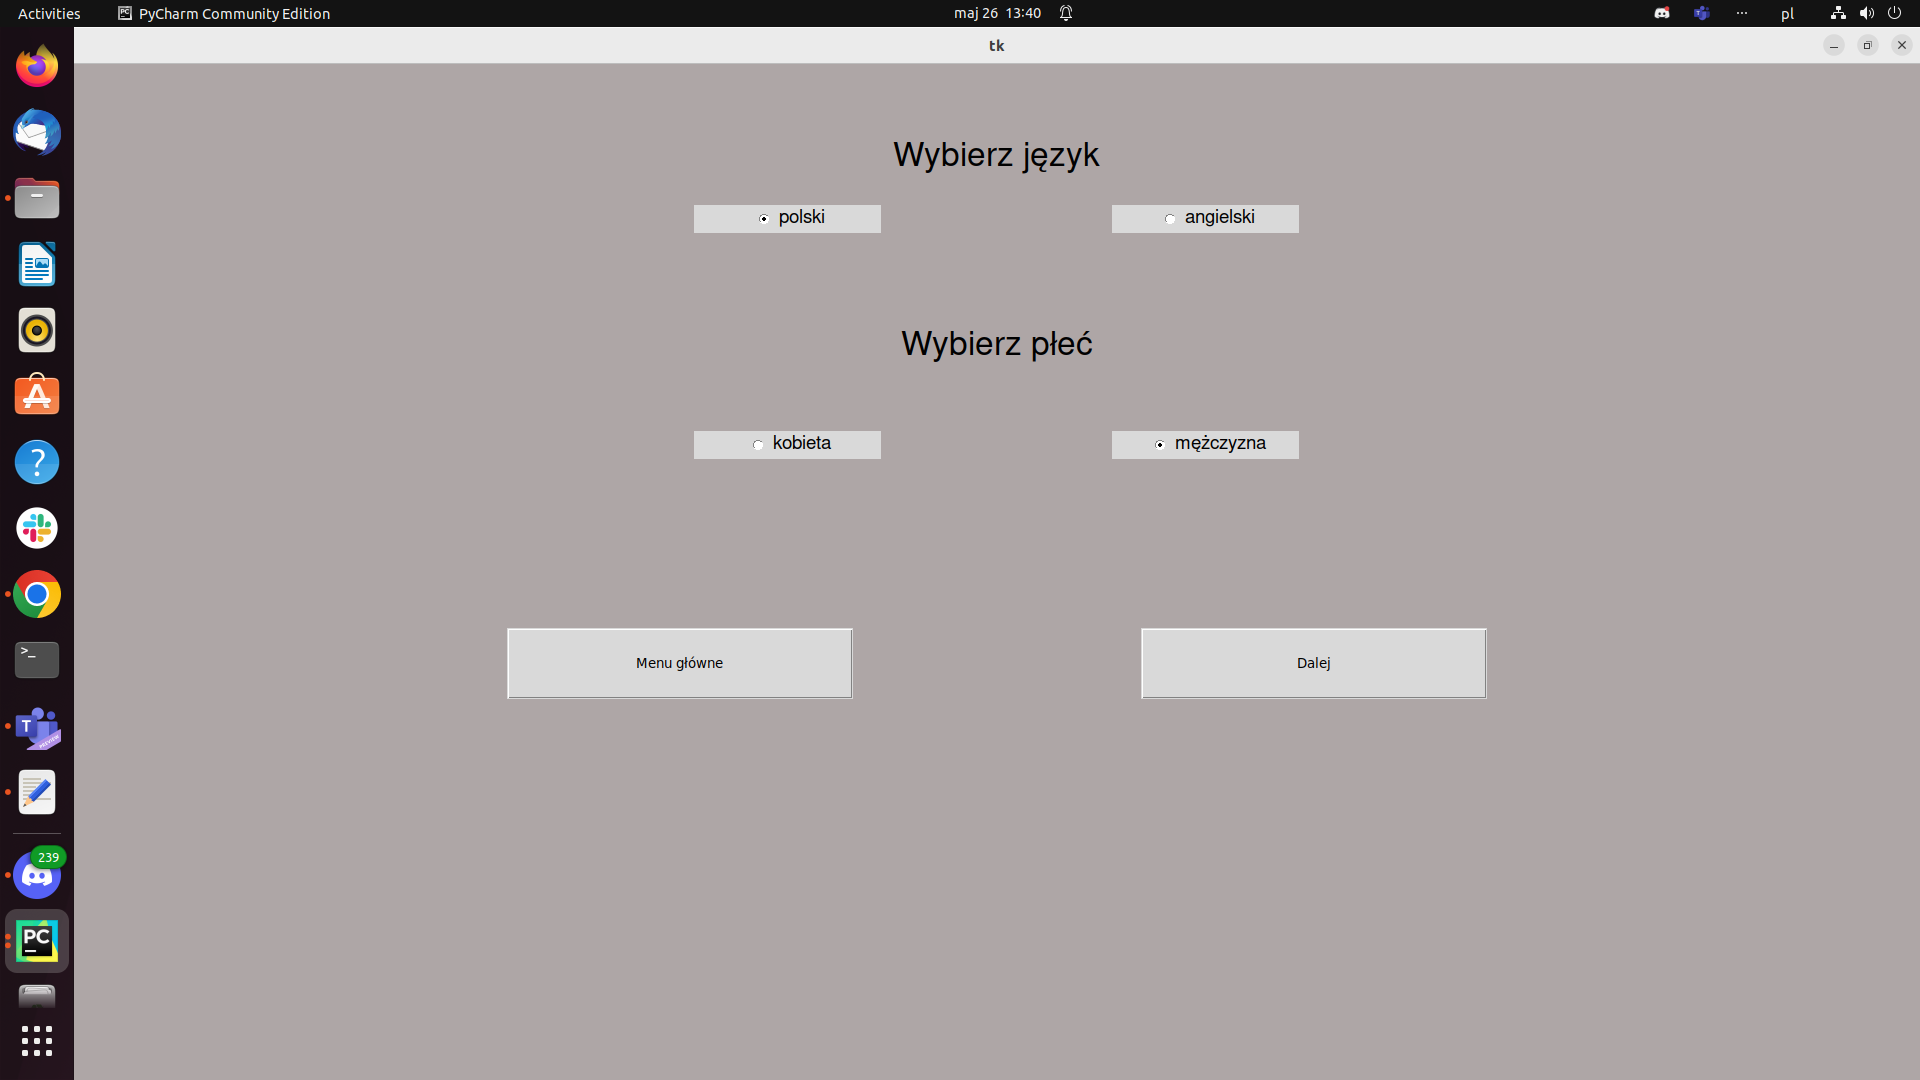 Activities PyCharm Community Edition maj 26 13:40 pl
tk
Wybierz język
polski angielski
Wybierz płeć
kobieta mężczyzna
Menu główne Dalej
239
PC